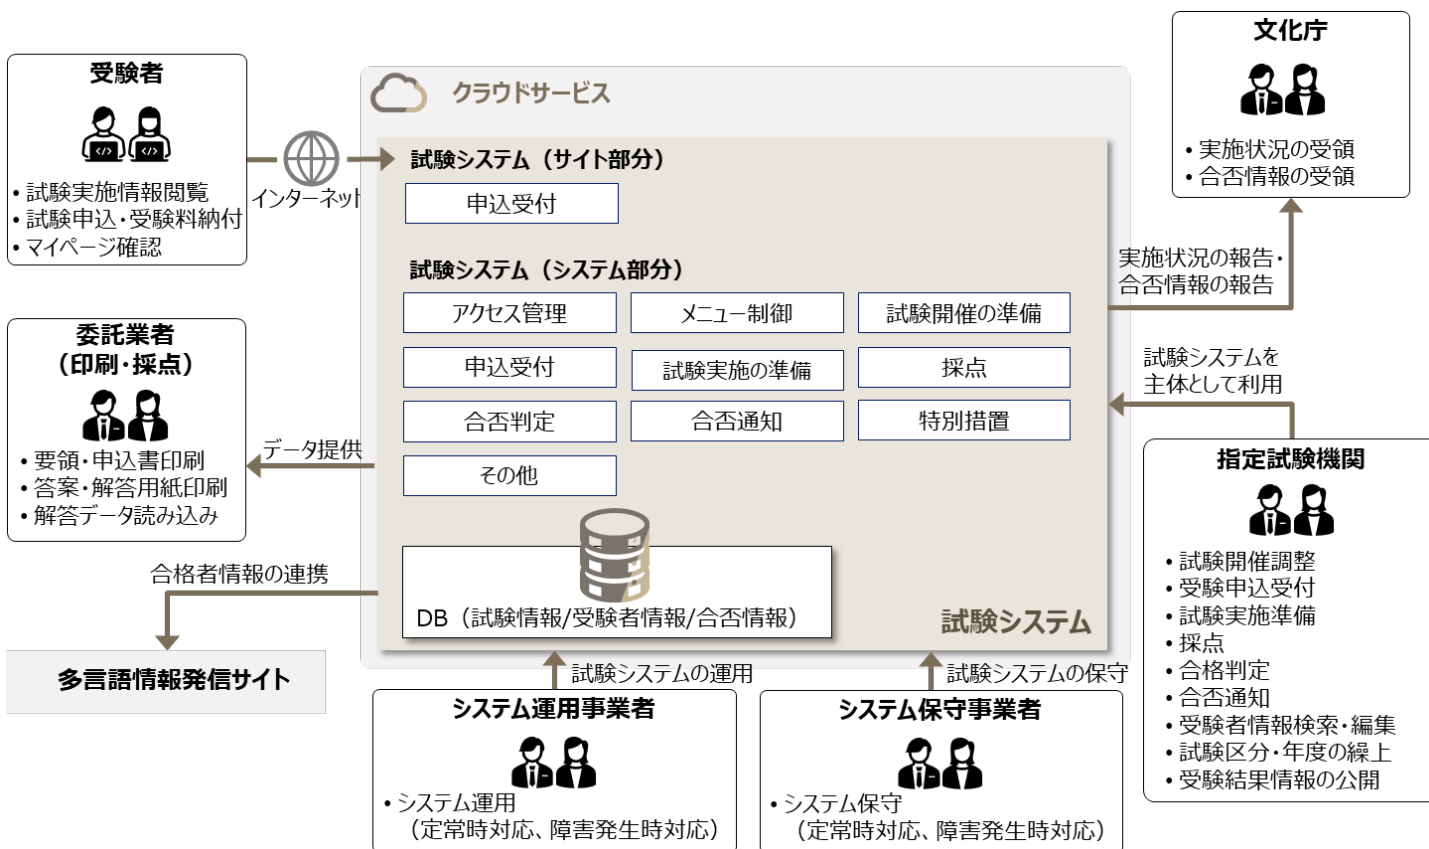 受験者
• 試験実施情報閲覧
• 試験申込・受験料納付
• マイページ確認
インターネット
クラウドサービス
試験システム（サイト部分）
申込受付
試験システム（システム部分）
アクセス管理
メニュー制御
試験開催の準備
申込受付
試験実施の準備
採点
合否判定
合否通知
特別措置
その他
DB（試験情報/受験者情報/合否情報）
試験システム
文化庁
• 実施状況の受領
• 合否情報の受領
実施状況の報告・
合否情報の報告
試験システムを
主体として利用
指定試験機関
• 試験開催調整
• 受験申込受付
• 試験実施準備
• 採点
• 合格判定
• 合否通知
• 受験者情報検索・編集
• 試験区分・年度の繰上
• 受験結果情報の公開
委託業者
（印刷・採点）
• 要領・申込書印刷
• 答案・解答用紙印刷
• 解答データ読み込み
データ提供
合格者情報の連携
多言語情報発信サイト
試験システムの運用
システム運用事業者
• システム運用
（定常時対応、障害発生時対応）
試験システムの保守
システム保守事業者
• システム保守
（定常時対応、障害発生時対応）